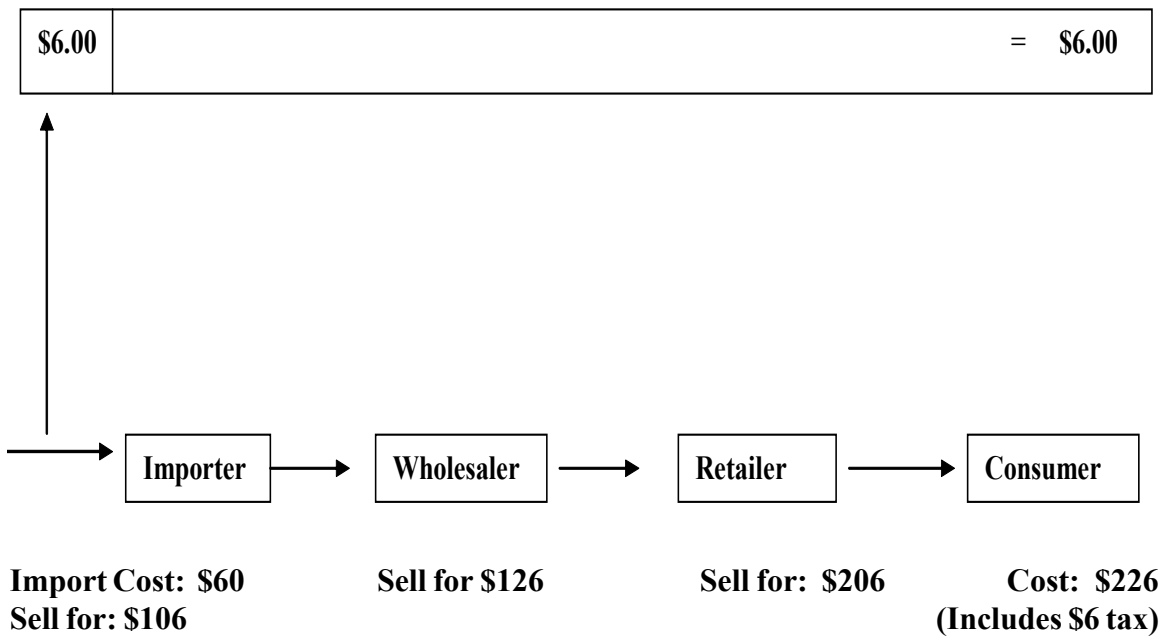 $6.00 = $6.00
Importer Wholesaler Retailer Consumer
Import Cost: $60 Sell for $126 Sell for: $206 Cost: $226
Sell for: $106 (Includes $6 tax)